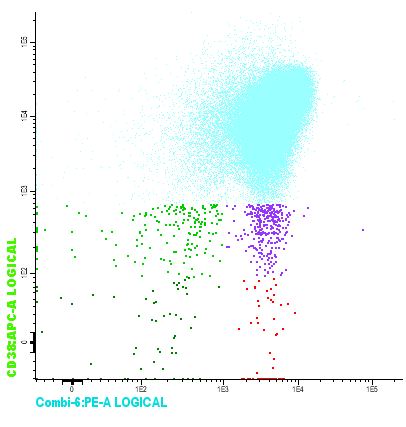 1E5
1E4
1E3
1E2
0
CD38:APC-A LOGICAL
0 1E2 1E3 1E4 1E5
Combi-6:PE-A LOGICAL